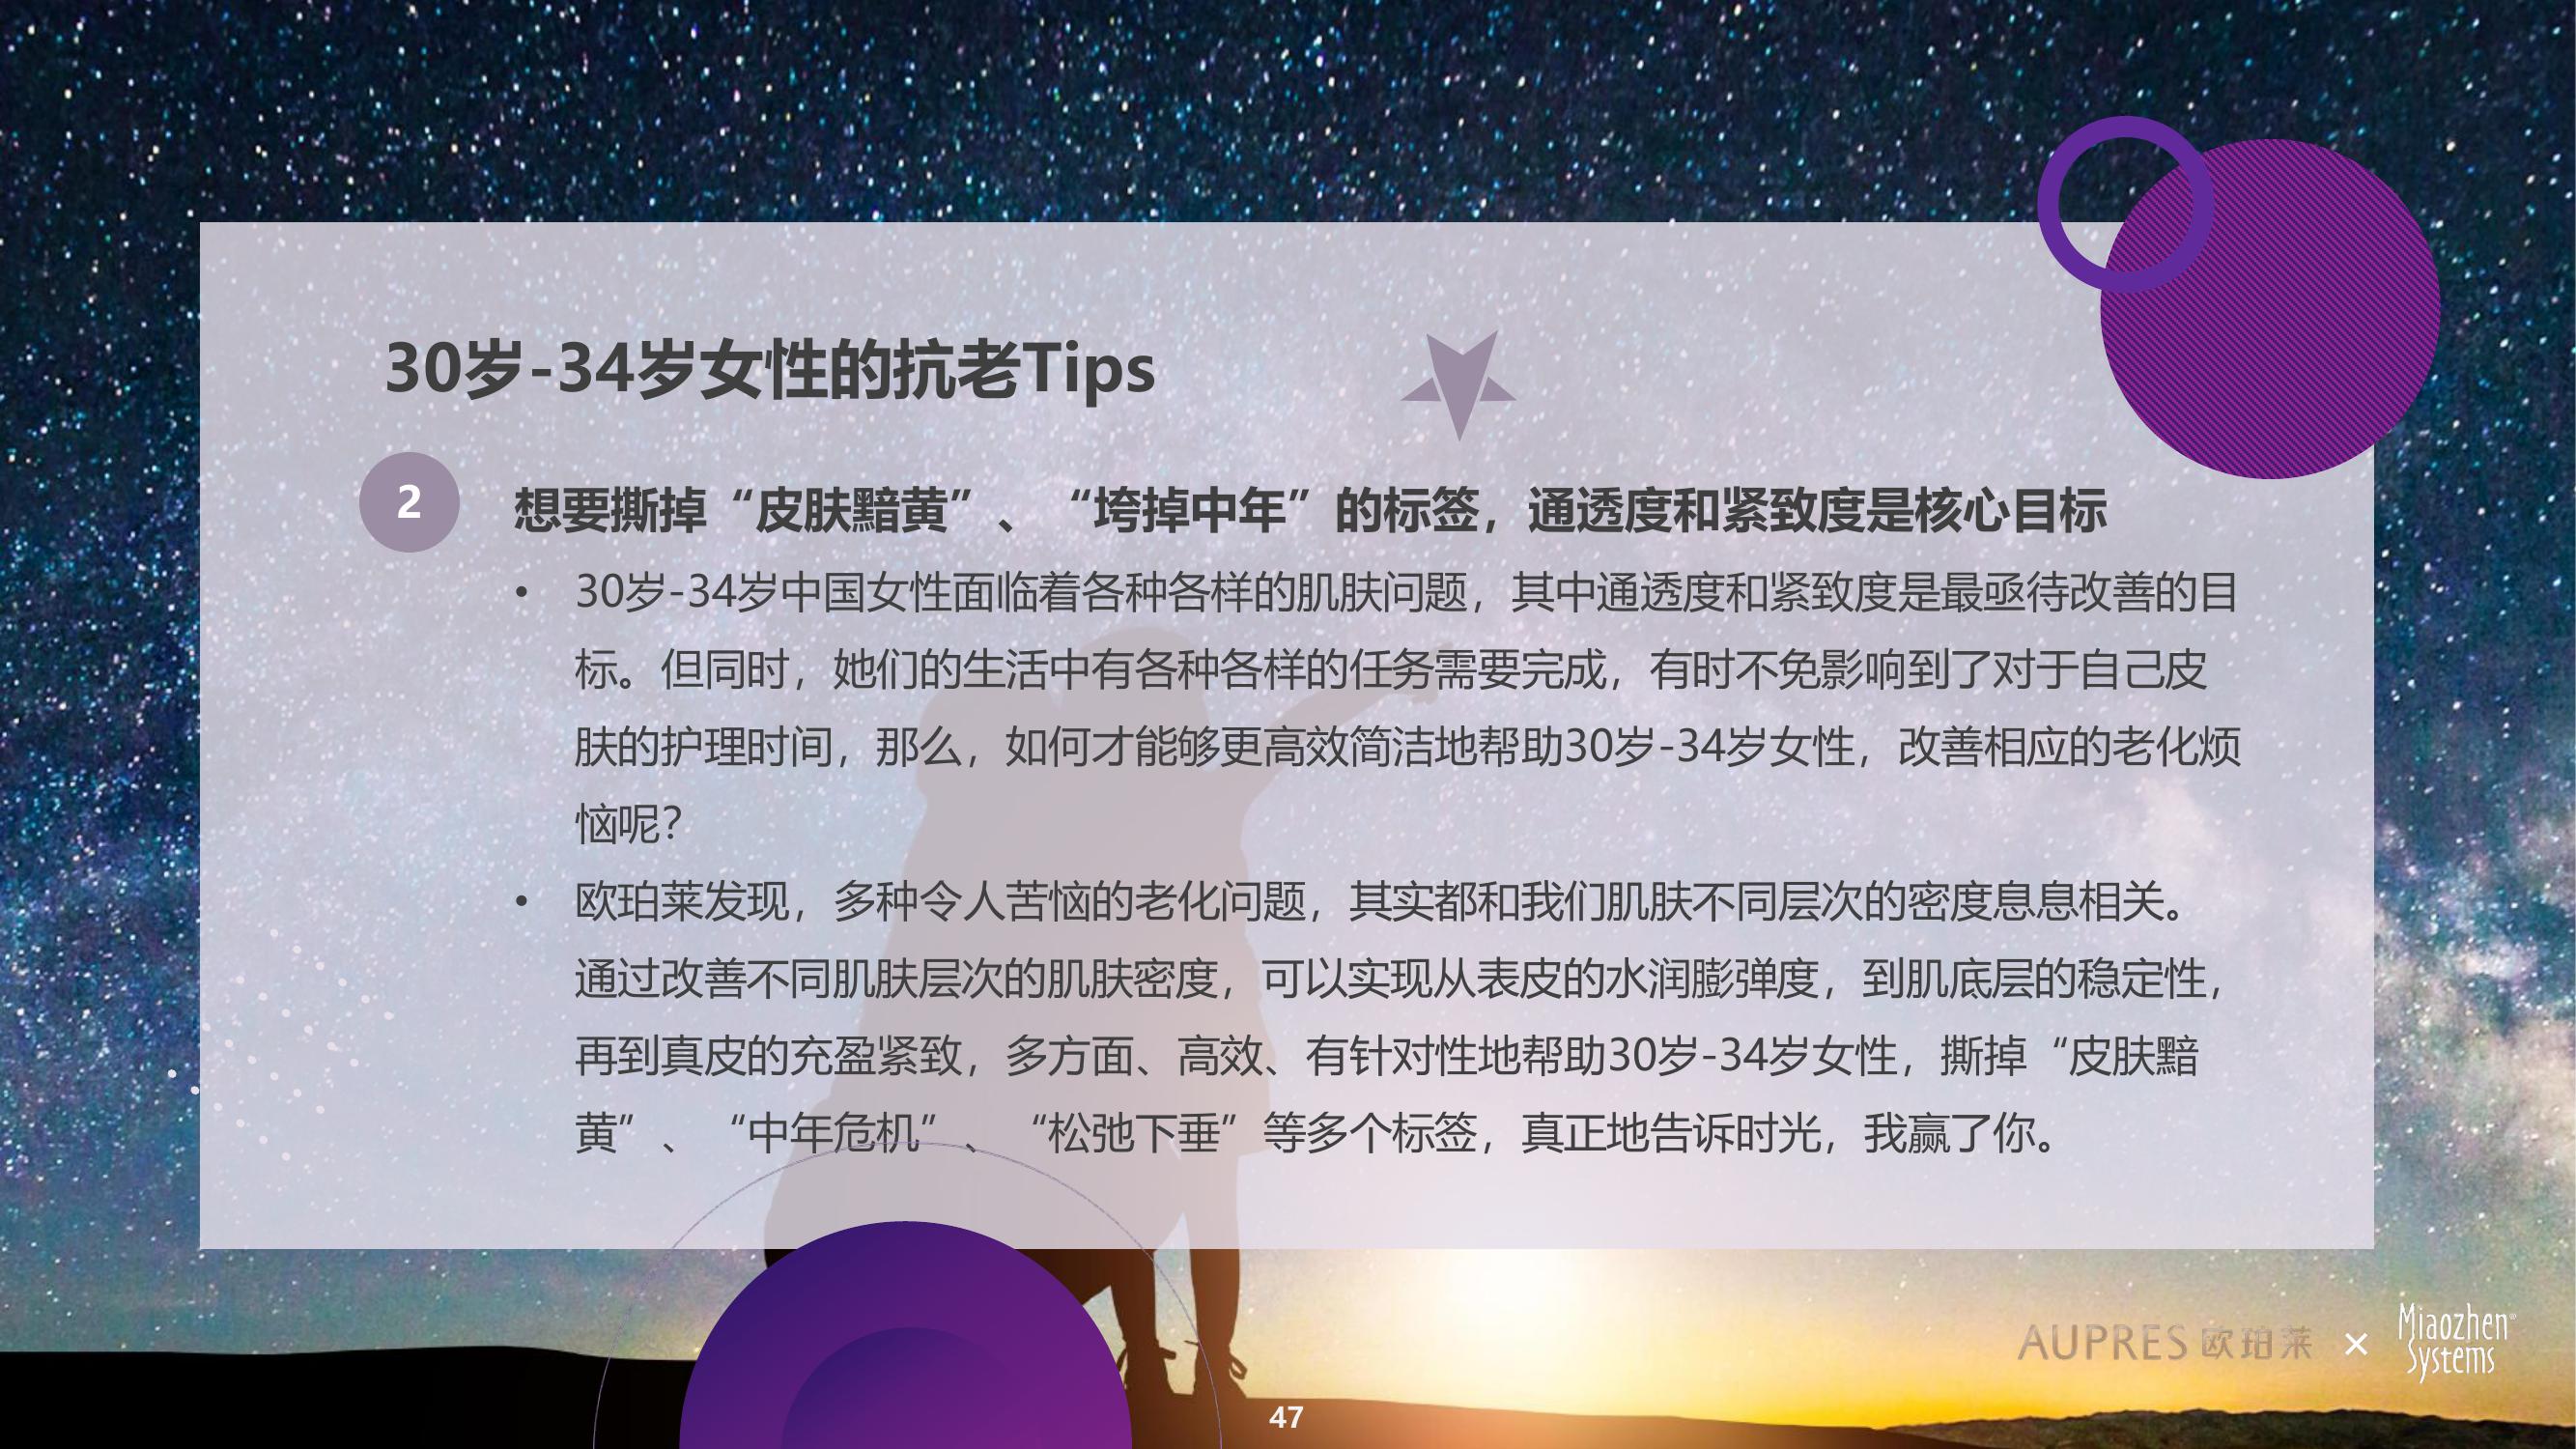 30岁-34岁女性的抗老Tips
2
想要撕掉“皮肤黯黄”、“垮掉中年”的标签，通透度和紧致度是核心目标
• 30岁-34岁中国女性面临着各种各样的肌肤问题，其中通透度和紧致度是最亟待改善的目
标。但同时，她们的生活中有各种各样的任务需要完成，有时不免影响到了对于自己皮
肤的护理时间，那么，如何才能够更高效简洁地帮助30岁-34岁女性，改善相应的老化烦
恼呢？
• 欧珀莱发现，多种令人苦恼的老化问题，其实都和我们肌肤不同层次的密度息息相关。
通过改善不同肌肤层次的肌肤密度，可以实现从表皮的水润膨弹度，到肌底层的稳定性，
再到真皮的充盈紧致，多方面、高效、有针对性地帮助30岁-34岁女性，撕掉“皮肤黯
黄”、“中年危机”、“松弛下垂”等多个标签，真正地告诉时光，我赢了你。
AUPRES 欧珀莱 × Miaozhen®
Systems
47